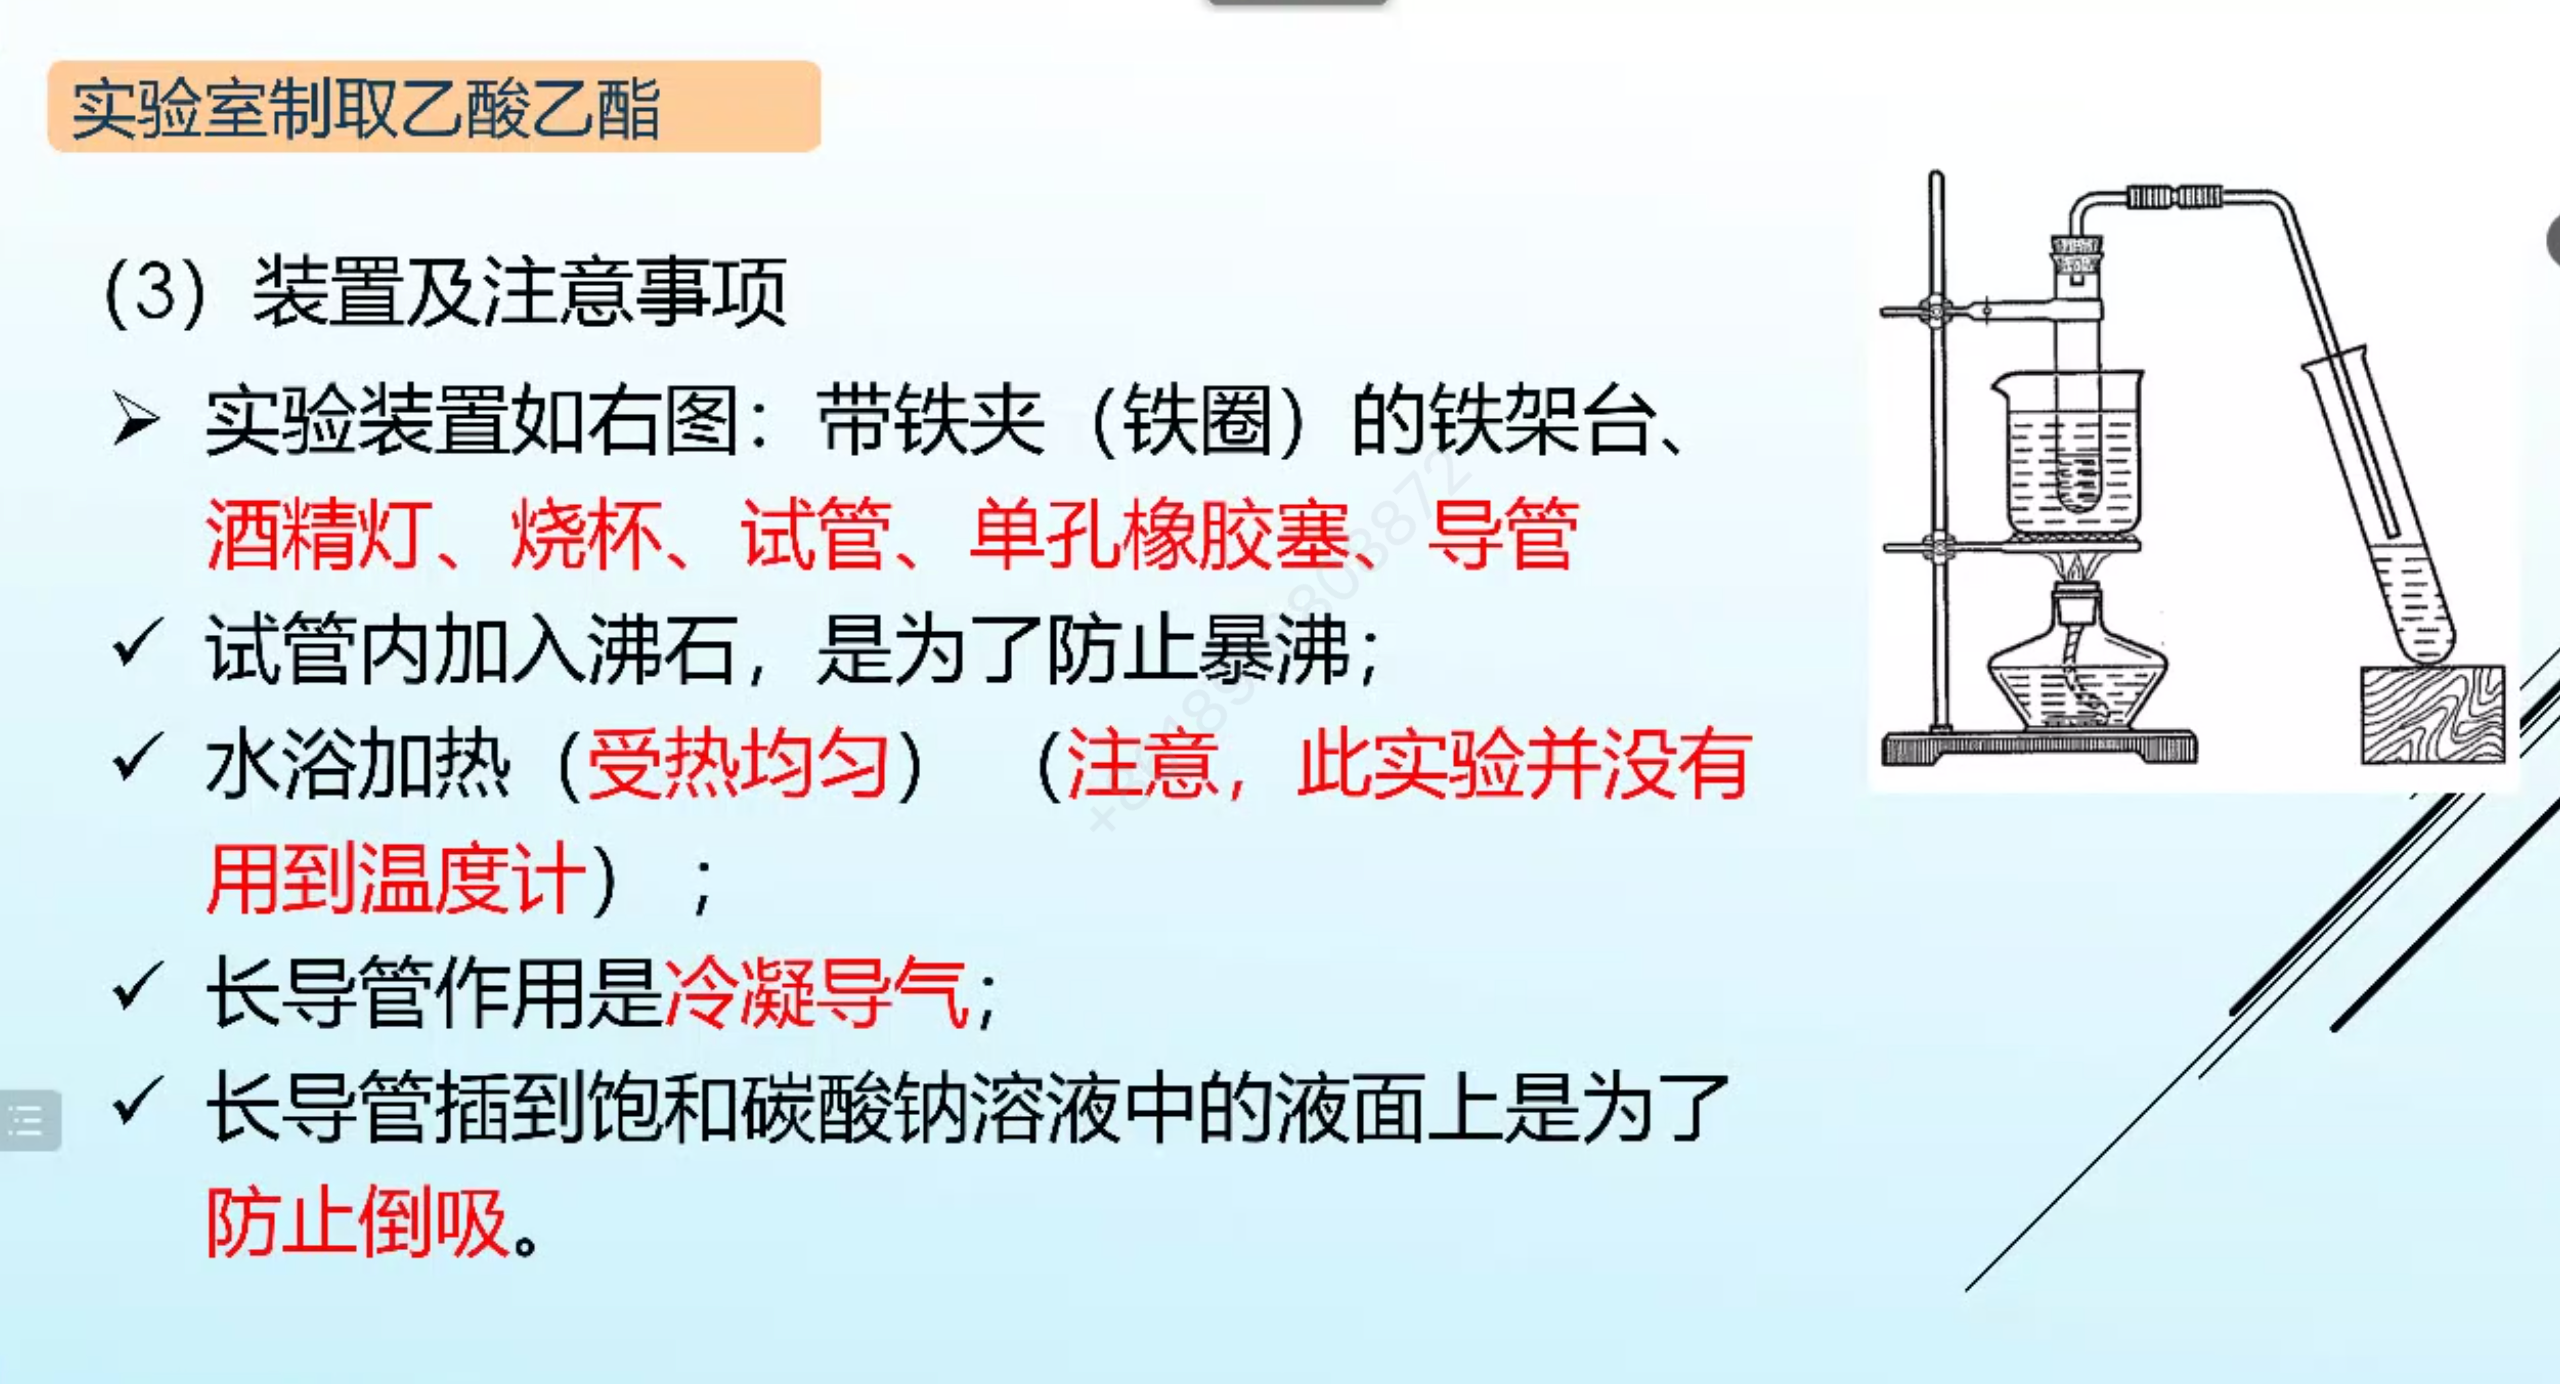 实验室制取乙酸乙酯
(3) 装置及注意事项
➢ 实验装置如右图：带铁夹（铁圈）的铁架台、
酒精灯、烧杯、试管、单孔橡胶塞、导管
✓ 试管内加入沸石，是为了防止暴沸；
✓ 水浴加热（受热均匀）（注意，此实验并没有
用到温度计）；
✓ 长导管作用是冷凝导气；
✓ 长导管插到饱和碳酸钠溶液中的液面上是为了
防止倒吸。